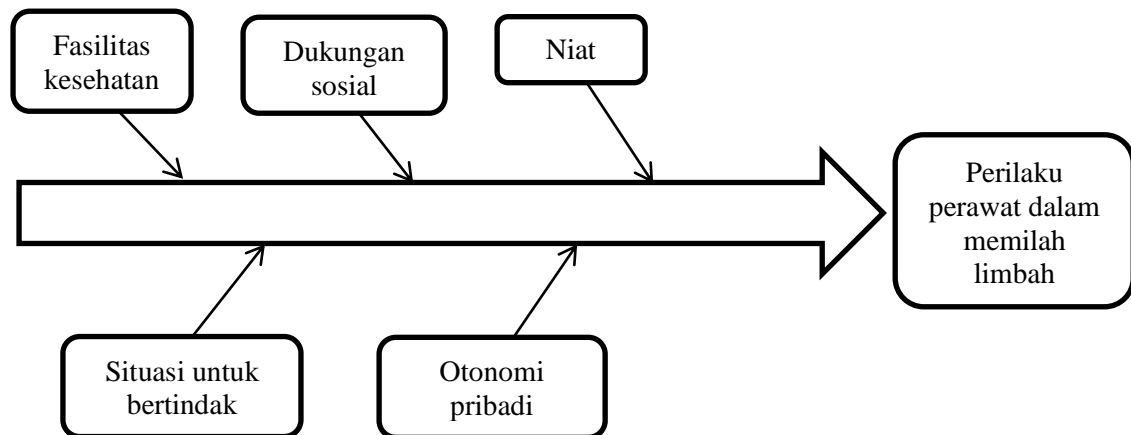 Fasilitas
kesehatan
Dukungan
sosial
Niat
Perilaku
perawat dalam
memilah
limbah
Situasi untuk
bertindak
Otonomi
pribadi